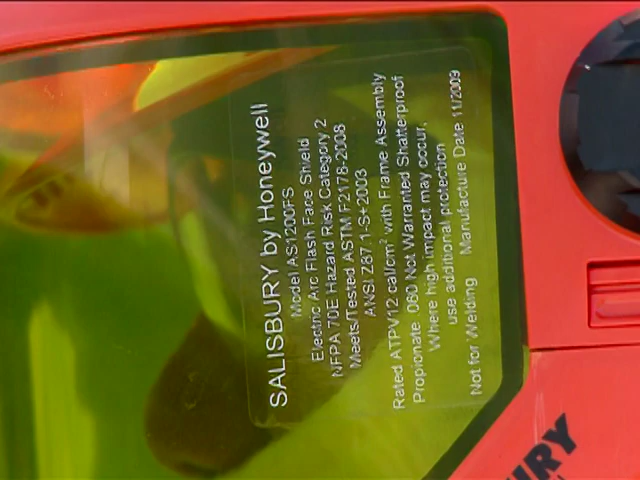 SALISBURY by Honeywell
Model AS1200FS
Electric Arc Flash Face Shield
NFPA 70E Hazard Risk Category 2
Meets/Tested ASTM F2178-2008
ANSI Z87.1-S+2003
Rated ATPV12 cal/cm² with Frame Assembly
Propionate .060 Not Warranted Shatterproof
Where high impact may occur,
use additional protection
Not for Welding Manufacture Date 11/2009